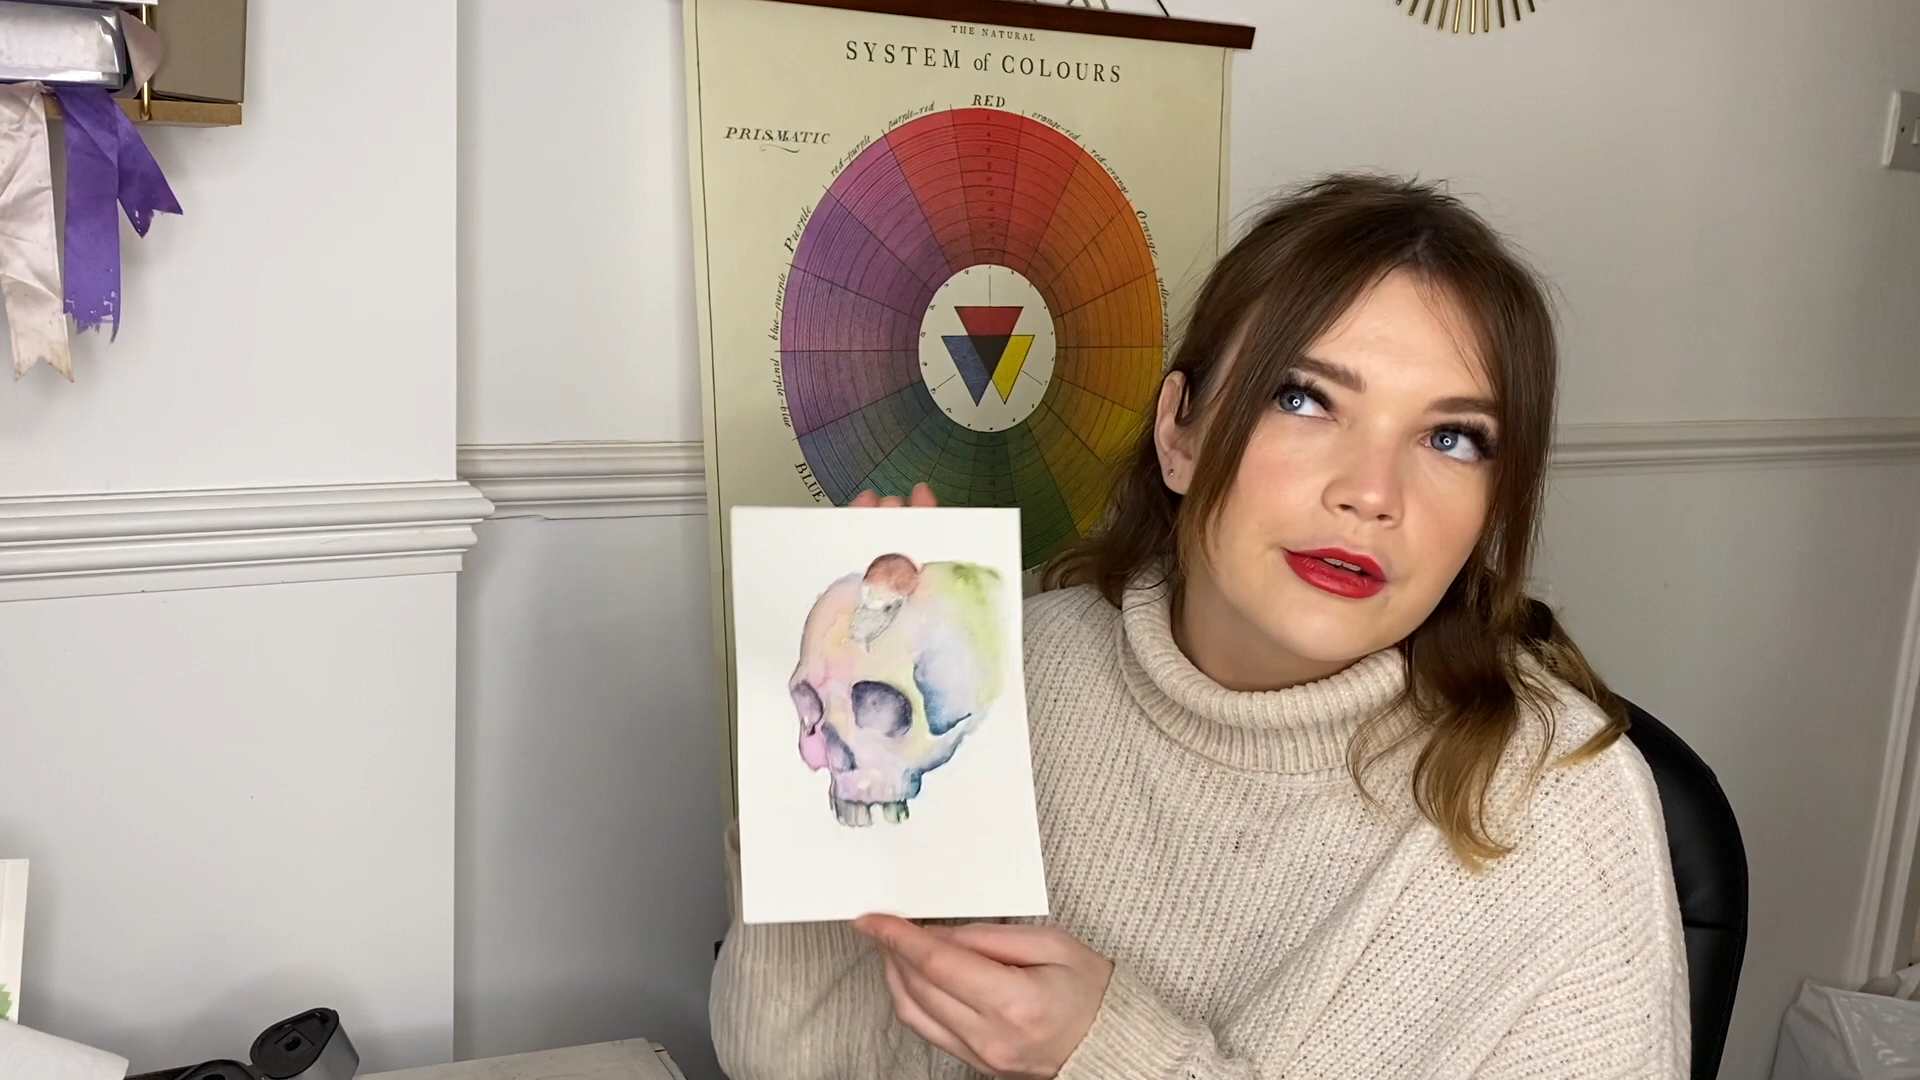 THE NATURAL
SYSTEM of COLOURS
PRISMATIC
RED
purple-red
orange-red
red-purple
red-orange
Purple
Orange
blue-purple
purple-blue
BLUE